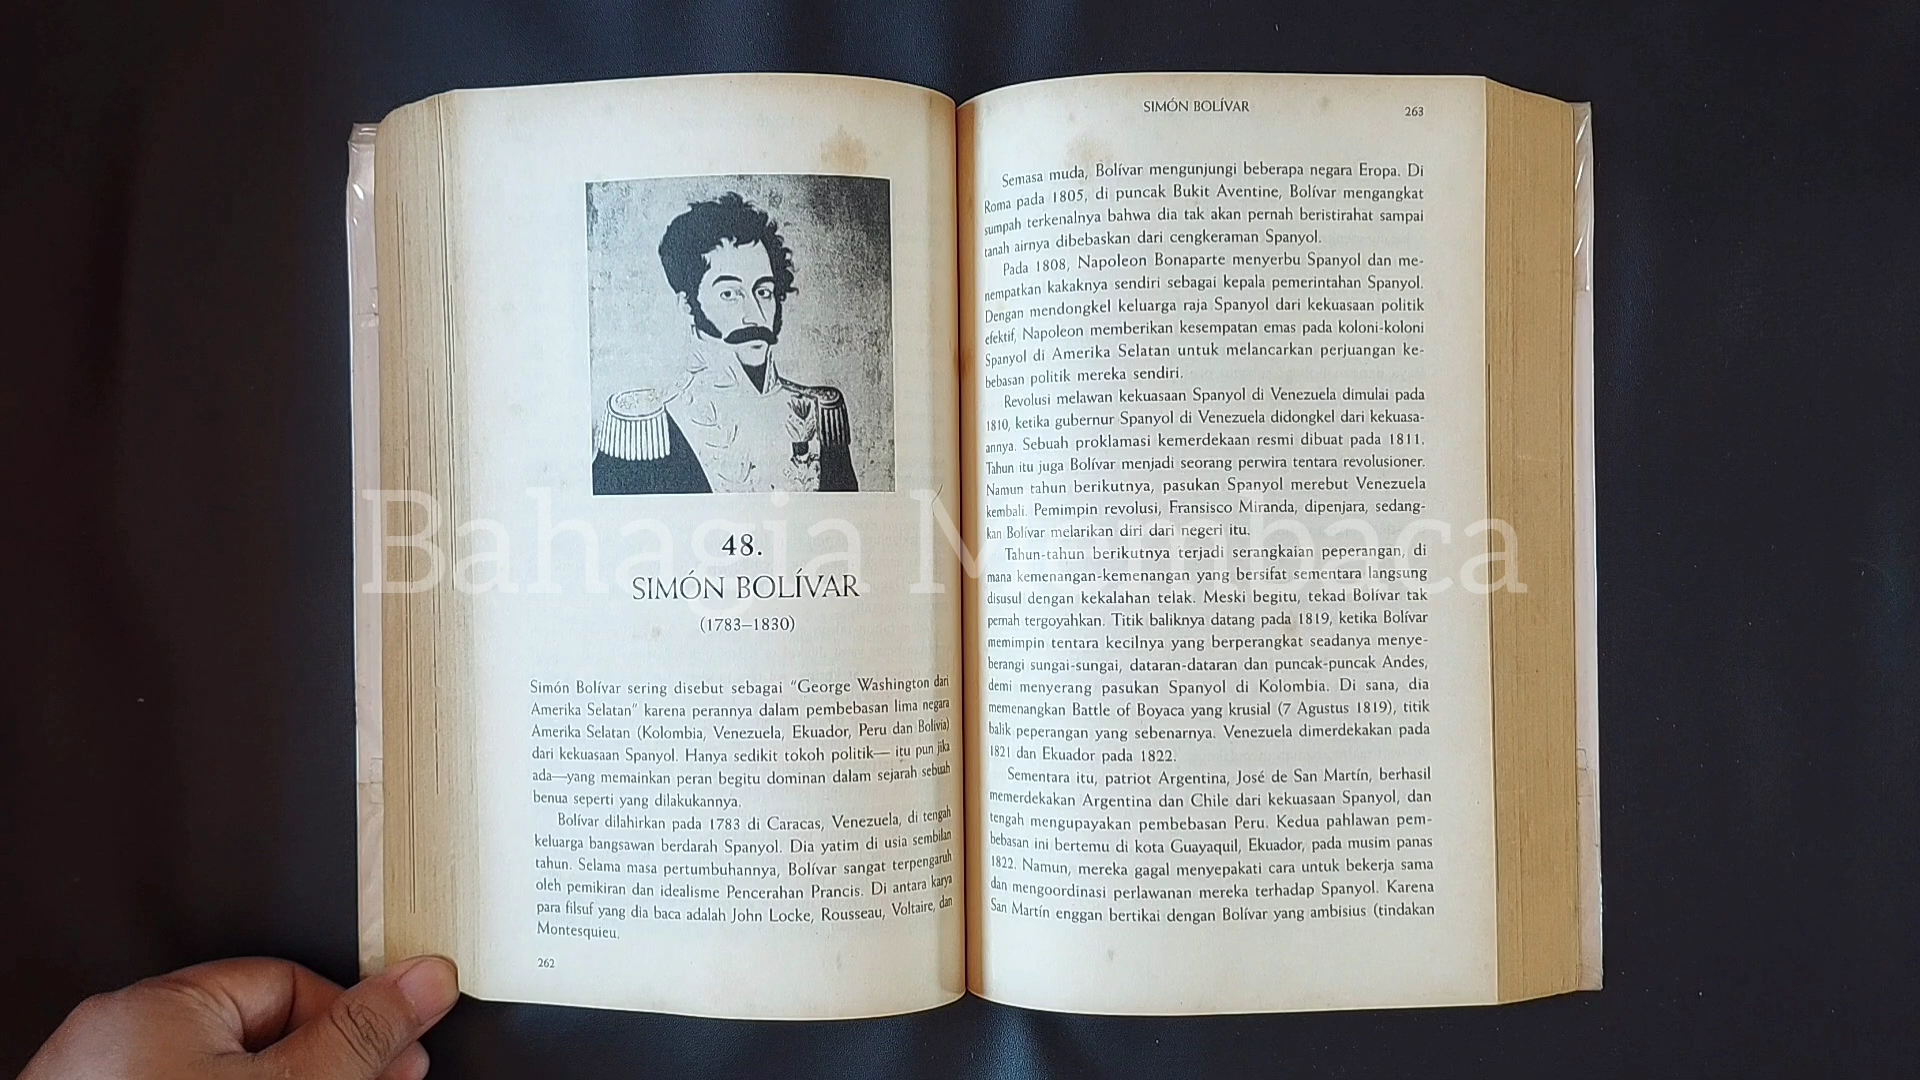 48.
SIMÓN BOLÍVAR
(1783–1830)
Simón Bolívar sering disebut sebagai “George Washington dari
Amerika Selatan” karena perannya dalam pembebasan lima negara
Amerika Selatan (Kolombia, Venezuela, Ekuador, Peru dan Bolivia)
dari kekuasaan Spanyol. Hanya sedikit tokoh politik— itu pun jika
ada—yang memainkan peran begitu dominan dalam sejarah sebuah
benua seperti yang dilakukannya.
Bolívar dilahirkan pada 1783 di Caracas, Venezuela, di tengah
keluarga bangsawan berdarah Spanyol. Dia yatim di usia sembilan
tahun. Selama masa pertumbuhannya, Bolívar sangat terpengaruh
oleh pemikiran dan idealisme Pencerahan Prancis. Di antara karya
para filsuf yang dia baca adalah John Locke, Rousseau, Voltaire, dan
Montesquieu.
262
SIMÓN BOLÍVAR
263
Semasa muda, Bolívar mengunjungi beberapa negara Eropa. Di
Roma pada 1805, di puncak Bukit Aventine, Bolívar mengangkat
sumpah terkenalnya bahwa dia tak akan pernah beristirahat sampai
tanah airnya dibebaskan dari cengkeraman Spanyol.
Pada 1808, Napoleon Bonaparte menyerbu Spanyol dan me-
nempatkan kakaknya sendiri sebagai kepala pemerintahan Spanyol.
Dengan mendongkel keluarga raja Spanyol dari kekuasaan politik
efektif, Napoleon memberikan kesempatan emas pada koloni-koloni
Spanyol di Amerika Selatan untuk melancarkan perjuangan ke-
bebasan politik mereka sendiri.
Revolusi melawan kekuasaan Spanyol di Venezuela dimulai pada
1810, ketika gubernur Spanyol di Venezuela didongkel dari kekuasa-
annya. Sebuah proklamasi kemerdekaan resmi dibuat pada 1811.
Tahun itu juga Bolívar menjadi seorang perwira tentara revolusioner.
Namun tahun berikutnya, pasukan Spanyol merebut Venezuela
kembali. Pemimpin revolusi, Fransisco Miranda, dipenjara, sedang-
kan Bolívar melarikan diri dari negeri itu.
Tahun-tahun berikutnya terjadi serangkaian peperangan, di
mana kemenangan-kemenangan yang bersifat sementara langsung
disusul dengan kekalahan telak. Meski begitu, tekad Bolívar tak
pernah tergoyahkan. Titik baliknya datang pada 1819, ketika Bolívar
memimpin tentara kecilnya yang berperangkat seadanya menye-
berangi sungai-sungai, dataran-dataran dan puncak-puncak Andes,
demi menyerang pasukan Spanyol di Kolombia. Di sana, dia
memenangkan Battle of Boyaca yang krusial (7 Agustus 1819), titik
balik peperangan yang sebenarnya. Venezuela dimerdekakan pada
1821 dan Ekuador pada 1822.
Sementara itu, patriot Argentina, José de San Martín, berhasil
memerdekakan Argentina dan Chile dari kekuasaan Spanyol, dan
tengah mengupayakan pembebasan Peru. Kedua pahlawan pem-
bebasan ini bertemu di kota Guayaquil, Ekuador, pada musim panas
1822. Namun, mereka gagal menyepakati cara untuk bekerja sama
dan mengoordinasi perlawanan mereka terhadap Spanyol. Karena
San Martín enggan bertikai dengan Bolívar yang ambisius (tindakan
Bahagia Membaca